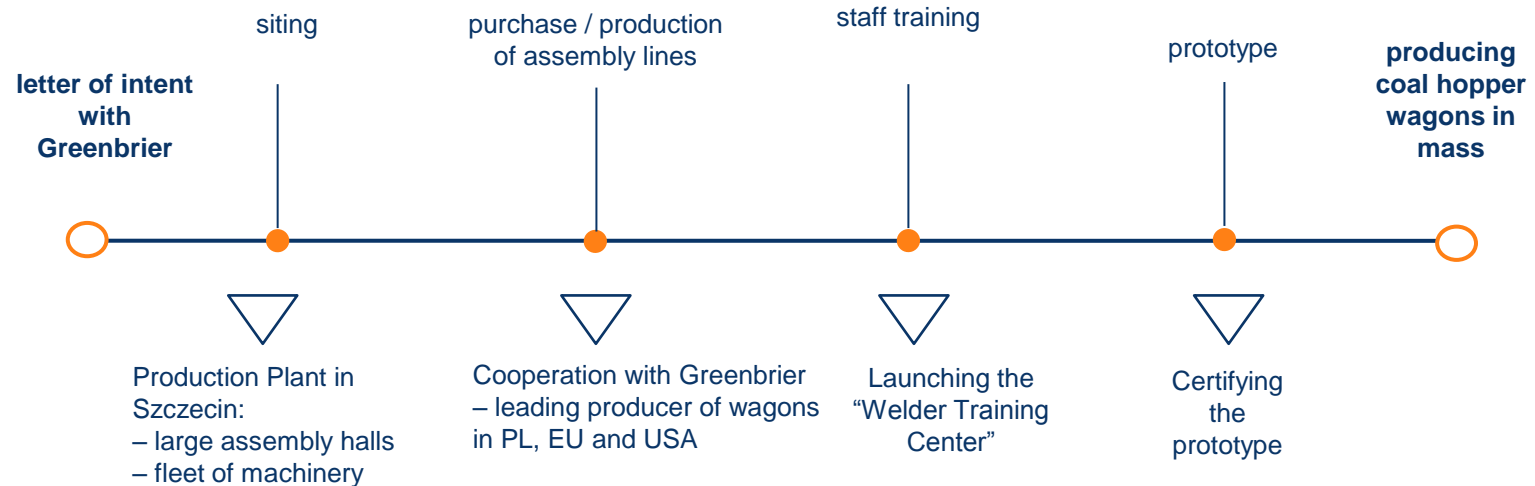 siting
purchase / production
of assembly lines
staff training
prototype
letter of intent
with
Greenbrier
producing
coal hopper
wagons in
mass
Production Plant in
Szczecin:
– large assembly halls
– fleet of machinery
Cooperation with Greenbrier
– leading producer of wagons
in PL, EU and USA
Launching the
“Welder Training
Center”
Certifying
the
prototype